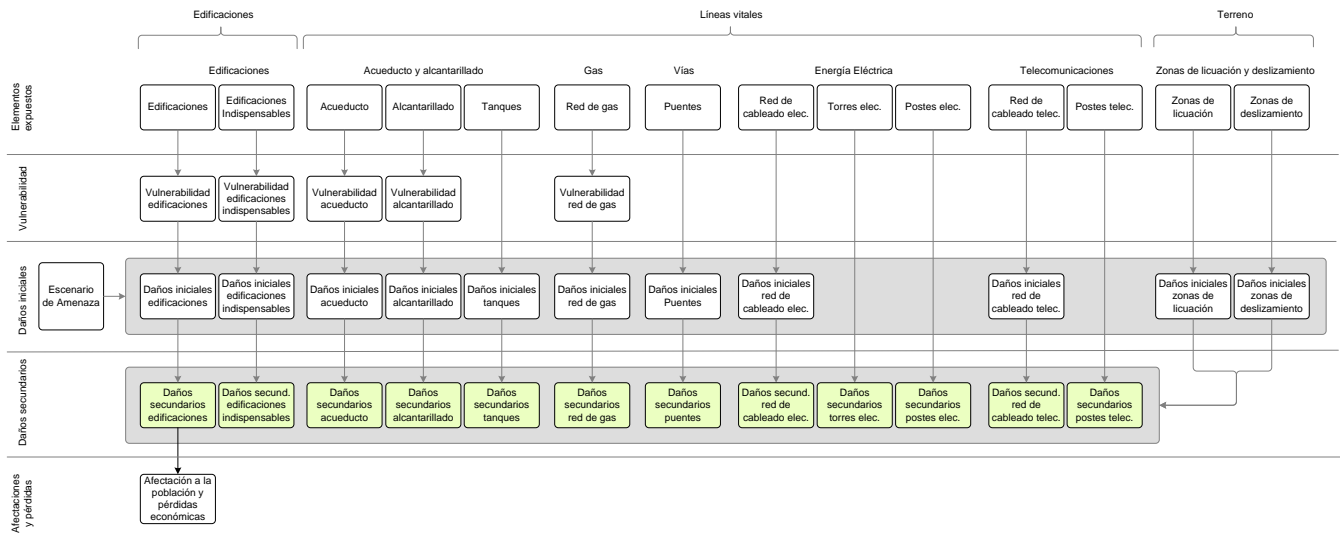 Edificaciones
Líneas vitales
Terreno
Edificaciones
Acueducto y alcantarillado
Gas
Vías
Energía Eléctrica
Telecomunicaciones
Zonas de licuación y deslizamiento
Elementos
expuestos
Edificaciones
Edificaciones
Indispensables
Acueducto
Alcantarillado
Tanques
Red de gas
Puentes
Red de
cableado elec.
Torres elec.
Postes elec.
Red de
cableado telec.
Postes telec.
Zonas de
licuación
Zonas de
deslizamiento
Vulnerabilidad
Vulnerabilidad
edificaciones
Vulnerabilidad
edificaciones
indispensables
Vulnerabilidad
acueducto
Vulnerabilidad
alcantarillado
Vulnerabilidad
red de gas
Daños iniciales
Escenario
de Amenaza
Daños iniciales
edificaciones
Daños iniciales
edificaciones
indispensables
Daños iniciales
acueducto
Daños iniciales
alcantarillado
Daños iniciales
tanques
Daños iniciales
red de gas
Daños iniciales
Puentes
Daños iniciales
red de
cableado elec.
Daños iniciales
red de
cableado telec.
Daños iniciales
zonas de
licuación
Daños iniciales
zonas de
deslizamiento
Daños secundarios
Daños
secundarios
edificaciones
Daños secund.
edificaciones
indispensables
Daños
secundarios
acueducto
Daños
secundarios
alcantarillado
Daños
secundarios
tanques
Daños
secundarios
red de gas
Daños
secundarios
puentes
Daños secund.
red de
cableado elec.
Daños
secundarios
torres elec.
Daños
secundarios
postes elec.
Daños secund.
red de
cableado telec.
Daños
secundarios
postes telec.
Afectaciones
y pérdidas
Afectación a la
población y
pérdidas
económicas